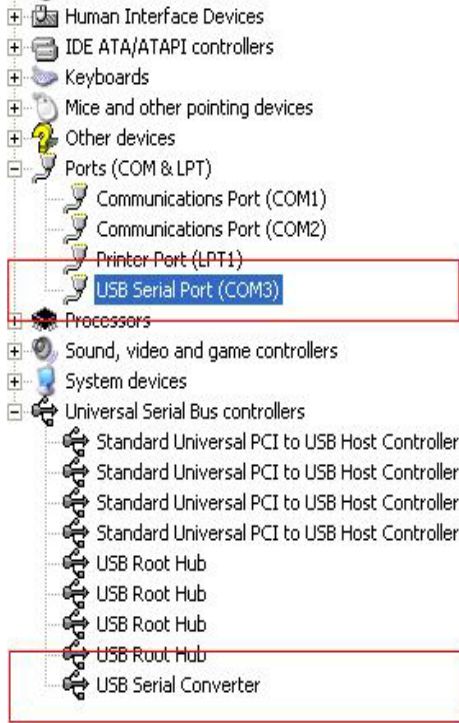 Human Interface Devices
IDE ATA/ATAPI controllers
Keyboards
Mice and other pointing devices
Other devices
Ports (COM & LPT)
Communications Port (COM1)
Communications Port (COM2)
Printer Port (LPT1)
USB Serial Port (COM3)
Processors
Sound, video and game controllers
System devices
Universal Serial Bus controllers
Standard Universal PCI to USB Host Controller
Standard Universal PCI to USB Host Controller
Standard Universal PCI to USB Host Controller
Standard Universal PCI to USB Host Controller
USB Root Hub
USB Root Hub
USB Root Hub
USB Root Hub
USB Serial Converter